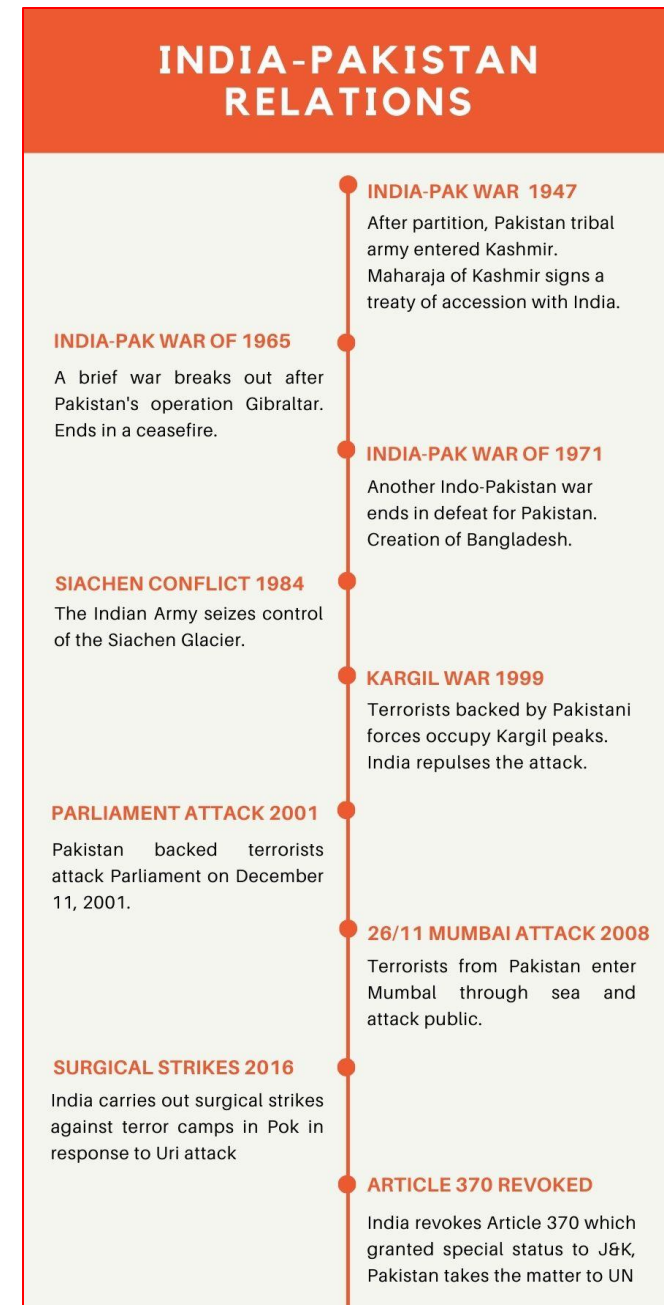 INDIA-PAKISTAN
RELATIONS
INDIA-PAK WAR 1947
After partition, Pakistan tribal
army entered Kashmir.
Maharaja of Kashmir signs a
treaty of accession with India.
INDIA-PAK WAR OF 1965
A brief war breaks out after
Pakistan's operation Gibraltar.
Ends in a ceasefire.
INDIA-PAK WAR OF 1971
Another Indo-Pakistan war
ends in defeat for Pakistan.
Creation of Bangladesh.
SIACHEN CONFLICT 1984
The Indian Army seizes control
of the Siachen Glacier.
KARGIL WAR 1999
Terrorists backed by Pakistani
forces occupy Kargil peaks.
India repulses the attack.
PARLIAMENT ATTACK 2001
Pakistan backed terrorists
attack Parliament on December
11, 2001.
26/11 MUMBAI ATTACK 2008
Terrorists from Pakistan enter
Mumbal through sea and
attack public.
SURGICAL STRIKES 2016
India carries out surgical strikes
against terror camps in Pok in
response to Uri attack
ARTICLE 370 REVOKED
India revokes Article 370 which
granted special status to J&K,
Pakistan takes the matter to UN